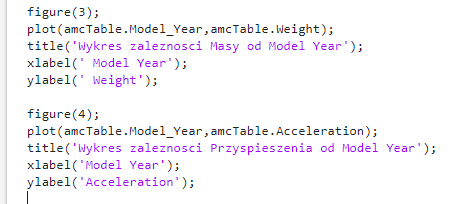 figure(3);
plot(amcTable.Model_Year,amcTable.Weight);
title('Wykres zaleznosci Masy od Model Year');
xlabel(' Model Year');
ylabel(' Weight');
figure(4);
plot(amcTable.Model_Year,amcTable.Acceleration);
title('Wykres zaleznosci Przyspieszenia od Model Year');
xlabel('Model Year');
ylabel('Acceleration');